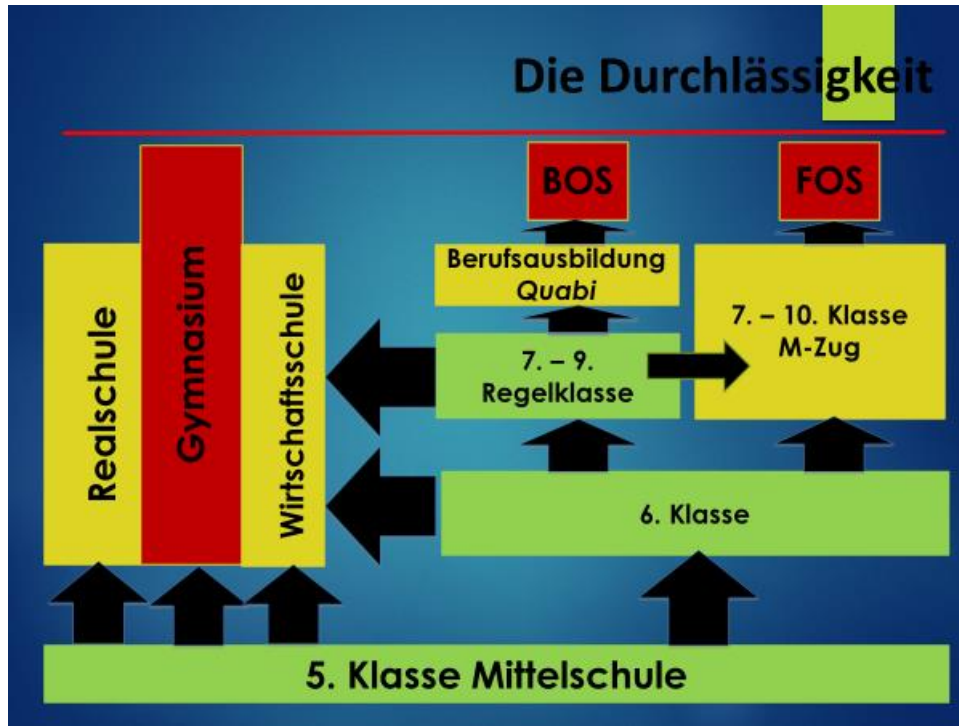 Die Durchlässigkeit
BOS
FOS
Realschule
Gymnasium
Wirtschaftsschule
Berufsausbildung
Quabi
7. – 10. Klasse
M-Zug
7. – 9.
Regelklasse
6. Klasse
5. Klasse Mittelschule